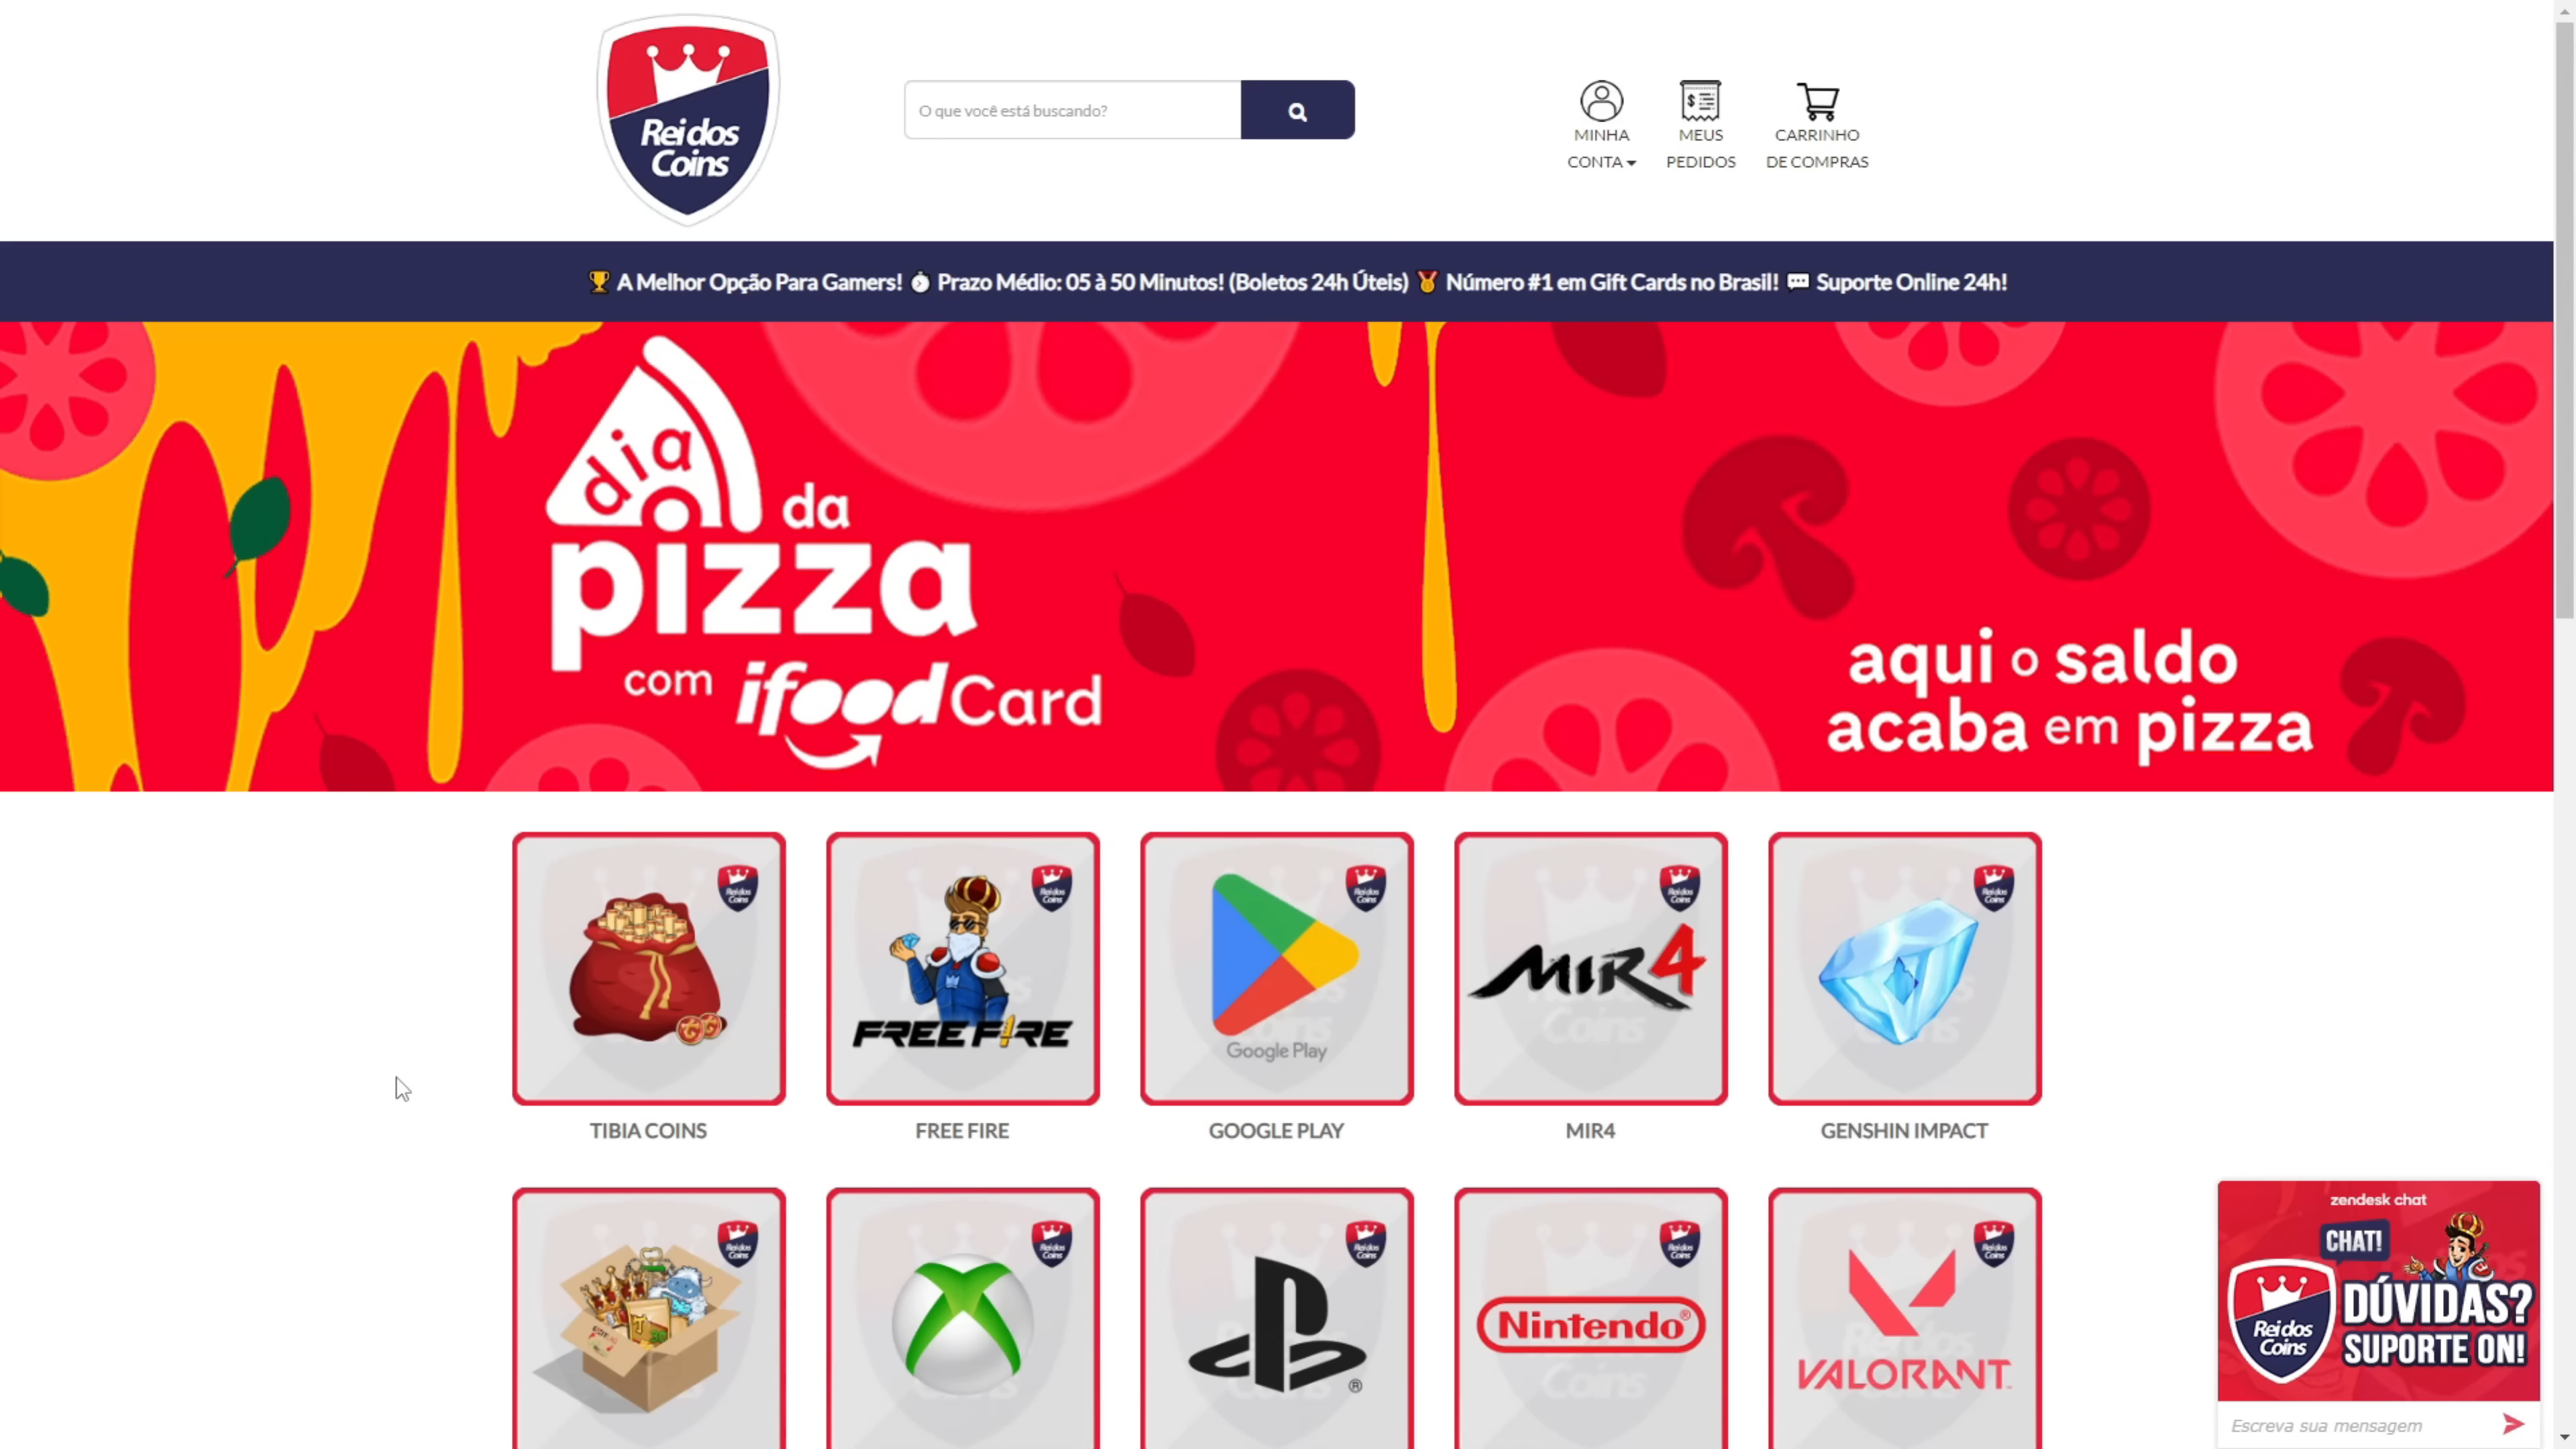 Rei dos
Coins
O que você está buscando?
MINHA
CONTA
MEUS
PEDIDOS
CARRINHO
DE COMPRAS
🏆 A Melhor Opção Para Gamers! ⏱ Prazo Médio: 05 à 50 Minutos! (Boletos 24h Úteis) 🏅 Número #1 em Gift Cards no Brasil! 💬 Suporte Online 24h!
dia
da
pizza
com ifood Card
aqui o saldo
acaba em pizza
FREE FIRE
Google Play
MIR4
TIBIA COINS
FREE FIRE
GOOGLE PLAY
MIR4
GENSHIN IMPACT
Nintendo®
VALORANT
zendesk chat
CHAT!
DÚVIDAS?
SUPORTE ON!
Rei dos
Coins
Escreva sua mensagem